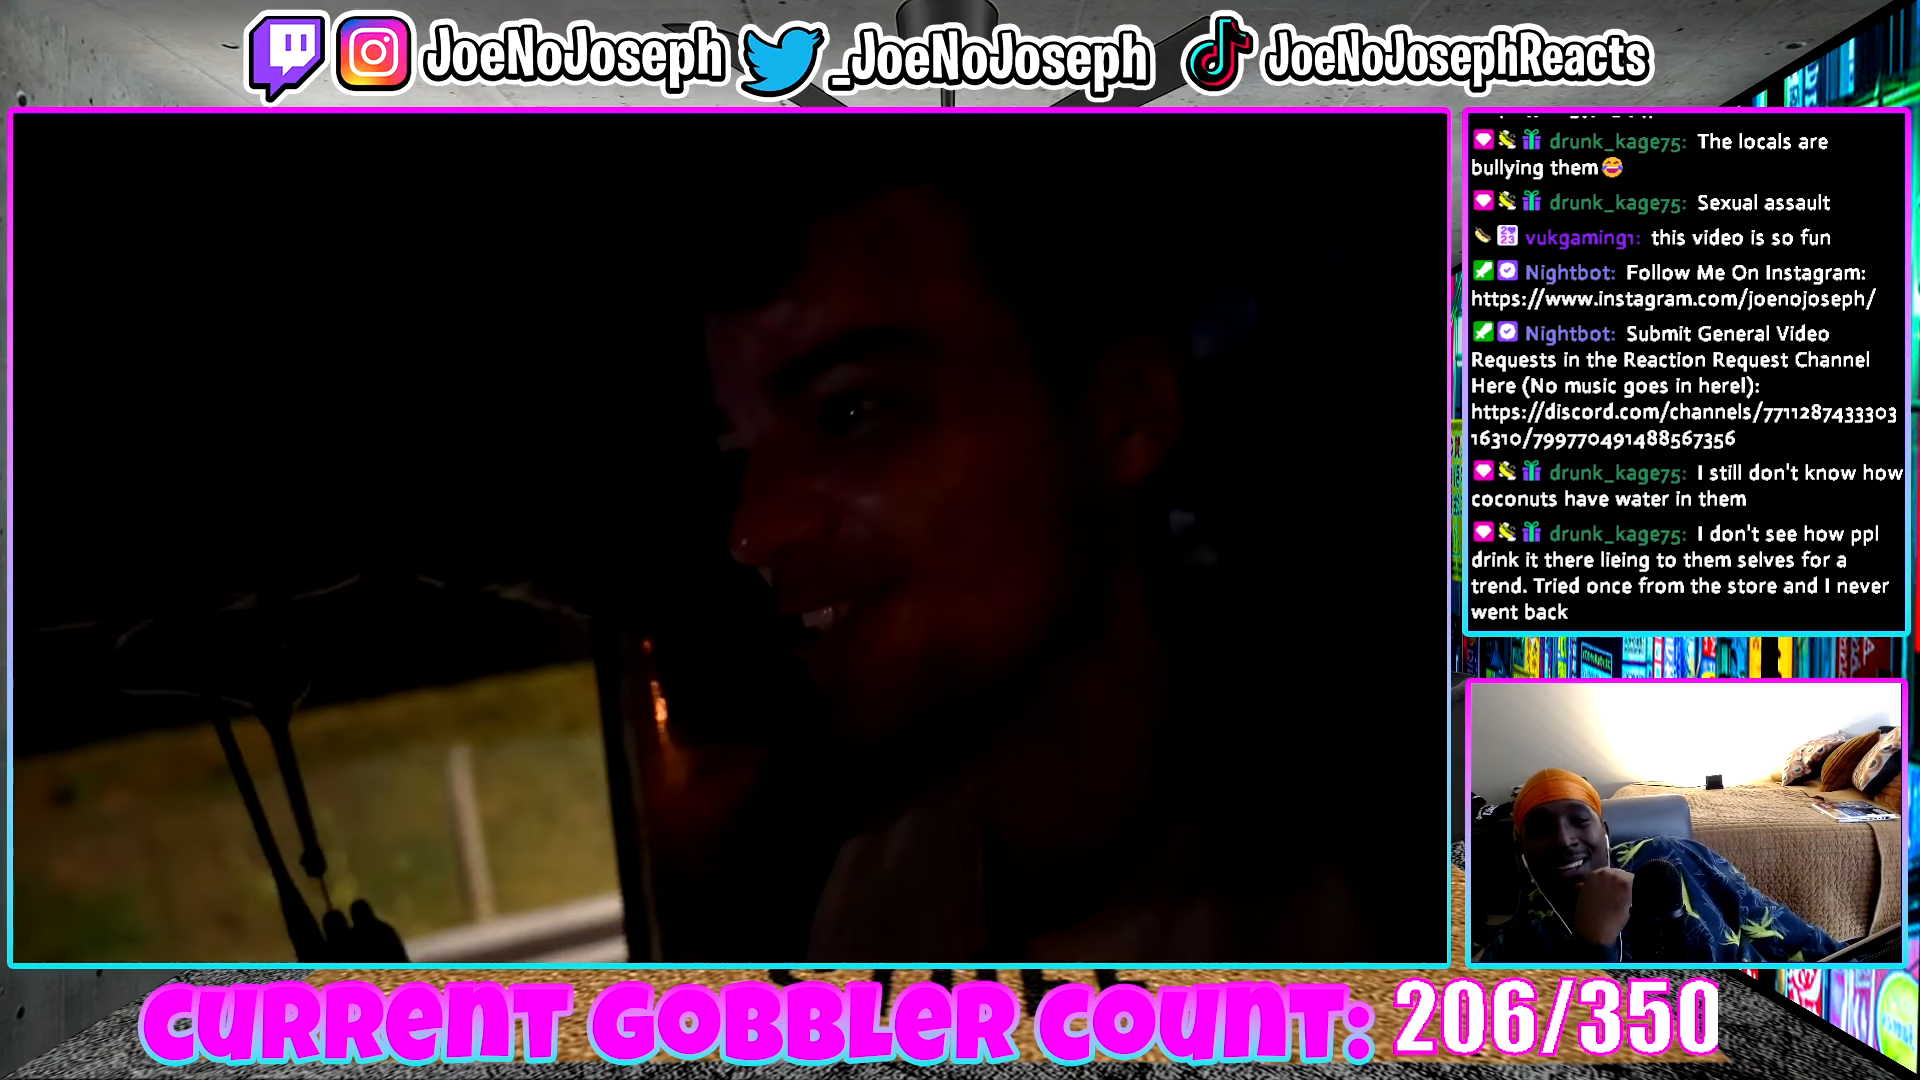 JoeNoJoseph _JoeNoJoseph JoeNoJosephReacts
drunk_kage75: The locals are
bullying them😂
drunk_kage75: Sexual assault
vukgaming1: this video is so fun
Nightbot: Follow Me On Instagram:
https://www.instagram.com/joenojoseph/
Nightbot: Submit General Video
Requests in the Reaction Request Channel
Here (No music goes in here!):
https://discord.com/channels/7711287433303
16310/799770491488567356
drunk_kage75: I still don't know how
coconuts have water in them
drunk_kage75: I don't see how ppl
drink it there lieing to them selves for a
trend. Tried once from the store and I never
went back
CURRENT GOBBLER COUNT: 206/350